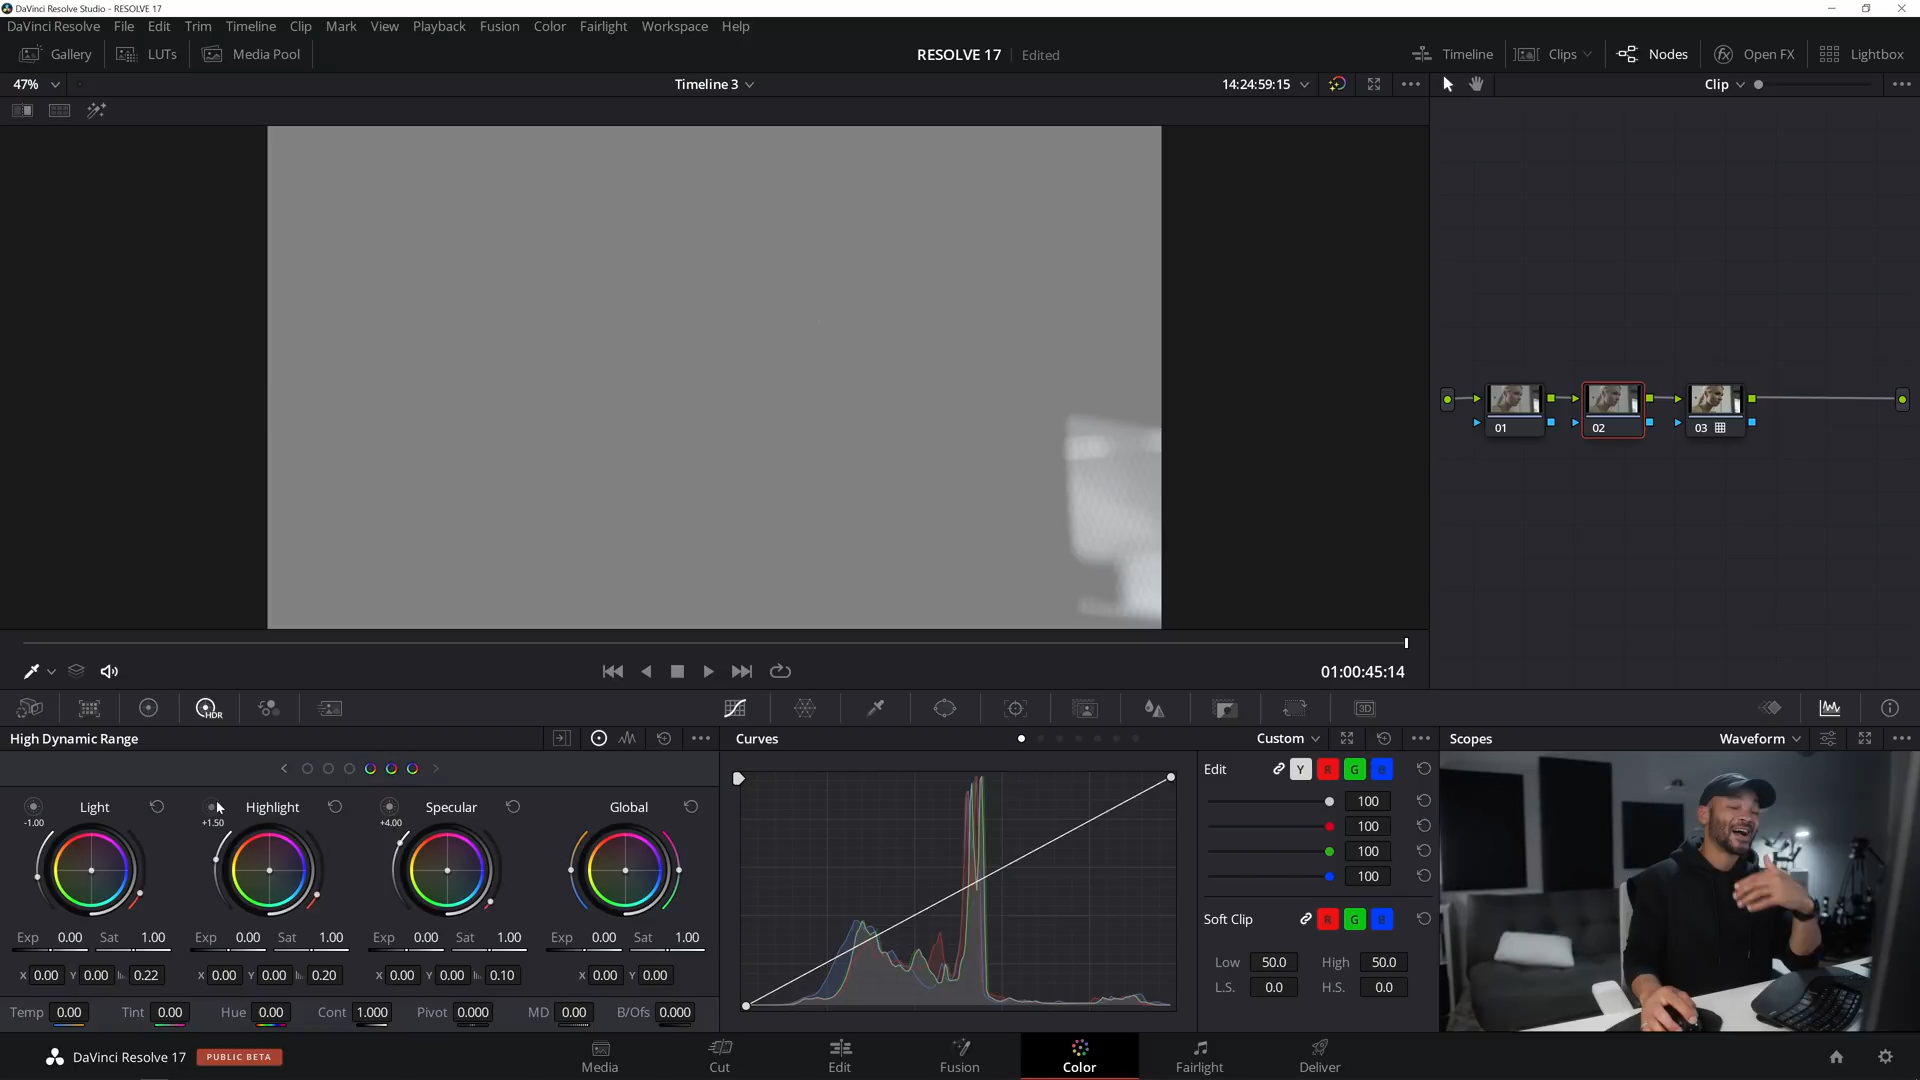 DaVinci Resolve Studio - RESOLVE 17
DaVinci Resolve File Edit Trim Timeline Clip Mark View Playback Fusion Color Fairlight Workspace Help
Gallery LUTs Media Pool RESOLVE 17 Edited Timeline Clips Nodes Open FX Lightbox
47% Timeline 3 14:24:59:15 Clip
01 02 03
01:00:45:14
HDR 3D
High Dynamic Range Curves Custom Scopes Waveform
Edit Y R G B
Light Highlight Specular Global
-1.00 +1.50 +4.00
100
100
100
100
Exp 0.00 Sat 1.00 Exp 0.00 Sat 1.00 Exp 0.00 Sat 1.00 Exp 0.00 Sat 1.00
X 0.00 Y 0.00 0.22 X 0.00 Y 0.00 0.20 X 0.00 Y 0.00 0.10 X 0.00 Y 0.00
Soft Clip R G B
Low 50.0 High 50.0
L.S. 0.0 H.S. 0.0
Temp 0.00 Tint 0.00 Hue 0.00 Cont 1.000 Pivot 0.000 MD 0.00 B/Ofs 0.000
DaVinci Resolve 17 PUBLIC BETA Media Cut Edit Fusion Color Fairlight Deliver